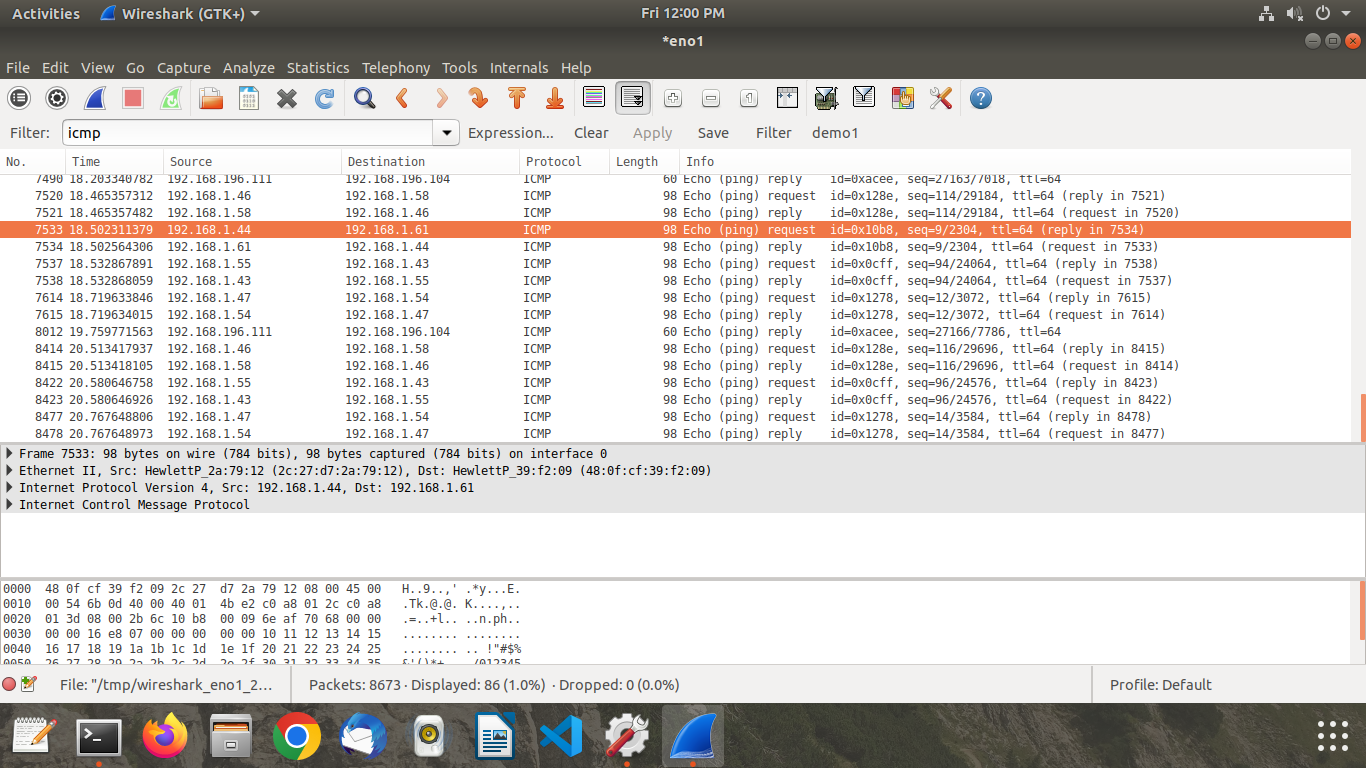 Activities Wireshark (GTK+) Fri 12:00 PM
*eno1
File Edit View Go Capture Analyze Statistics Telephony Tools Internals Help
Filter: icmp Expression... Clear Apply Save Filter demo1
No. Time Source Destination Protocol Length Info
7490 18.203340782 192.168.196.111 192.168.196.104 ICMP 60 Echo (ping) reply id=0xacee, seq=27163/7018, ttl=64
7520 18.465357312 192.168.1.46 192.168.1.58 ICMP 98 Echo (ping) request id=0x128e, seq=114/29184, ttl=64 (reply in 7521)
7521 18.465357482 192.168.1.58 192.168.1.46 ICMP 98 Echo (ping) reply id=0x128e, seq=114/29184, ttl=64 (request in 7520)
7533 18.502311379 192.168.1.44 192.168.1.61 ICMP 98 Echo (ping) request id=0x10b8, seq=9/2304, ttl=64 (reply in 7534)
7534 18.502564306 192.168.1.61 192.168.1.44 ICMP 98 Echo (ping) reply id=0x10b8, seq=9/2304, ttl=64 (request in 7533)
7537 18.532867891 192.168.1.55 192.168.1.43 ICMP 98 Echo (ping) request id=0x0cff, seq=94/24064, ttl=64 (reply in 7538)
7538 18.532868059 192.168.1.43 192.168.1.55 ICMP 98 Echo (ping) reply id=0x0cff, seq=94/24064, ttl=64 (request in 7537)
7614 18.719633846 192.168.1.47 192.168.1.54 ICMP 98 Echo (ping) request id=0x1278, seq=12/3072, ttl=64 (reply in 7615)
7615 18.719634015 192.168.1.54 192.168.1.47 ICMP 98 Echo (ping) reply id=0x1278, seq=12/3072, ttl=64 (request in 7614)
8012 19.759771563 192.168.196.111 192.168.196.104 ICMP 60 Echo (ping) reply id=0xacee, seq=27166/7786, ttl=64
8414 20.513417937 192.168.1.46 192.168.1.58 ICMP 98 Echo (ping) request id=0x128e, seq=116/29696, ttl=64 (reply in 8415)
8415 20.513418105 192.168.1.58 192.168.1.46 ICMP 98 Echo (ping) reply id=0x128e, seq=116/29696, ttl=64 (request in 8414)
8422 20.580646758 192.168.1.55 192.168.1.43 ICMP 98 Echo (ping) request id=0x0cff, seq=96/24576, ttl=64 (reply in 8423)
8423 20.580646926 192.168.1.43 192.168.1.55 ICMP 98 Echo (ping) reply id=0x0cff, seq=96/24576, ttl=64 (request in 8422)
8477 20.767648806 192.168.1.47 192.168.1.54 ICMP 98 Echo (ping) request id=0x1278, seq=14/3584, ttl=64 (reply in 8478)
8478 20.767648973 192.168.1.54 192.168.1.47 ICMP 98 Echo (ping) reply id=0x1278, seq=14/3584, ttl=64 (request in 8477)
Frame 7533: 98 bytes on wire (784 bits), 98 bytes captured (784 bits) on interface 0
Ethernet II, Src: HewlettP_2a:79:12 (2c:27:d7:2a:79:12), Dst: HewlettP_39:f2:09 (48:0f:cf:39:f2:09)
Internet Protocol Version 4, Src: 192.168.1.44, Dst: 192.168.1.61
Internet Control Message Protocol
0000 48 0f cf 39 f2 09 2c 27 d7 2a 79 12 08 00 45 00 H..9..,' .*y...E.
0010 00 54 6b 0d 40 00 40 01 4b e2 c0 a8 01 2c c0 a8 .Tk.@.@. K....,..
0020 01 3d 08 00 2b 6c 10 b8 00 09 6e af 70 68 00 00 .=..+l.. ..n.ph..
0030 00 00 16 e8 07 00 00 00 00 00 10 11 12 13 14 15 ........ ........
0040 16 17 18 19 1a 1b 1c 1d 1e 1f 20 21 22 23 24 25 ........ .. !"#$%
0050 26 27 28 29 2a 2b 2c 2d 2e 2f 30 31 32 33 34 35 &'()*+,- ./012345
File: "/tmp/wireshark_eno1_2... Packets: 8673 · Displayed: 86 (1.0%) · Dropped: 0 (0.0%) Profile: Default